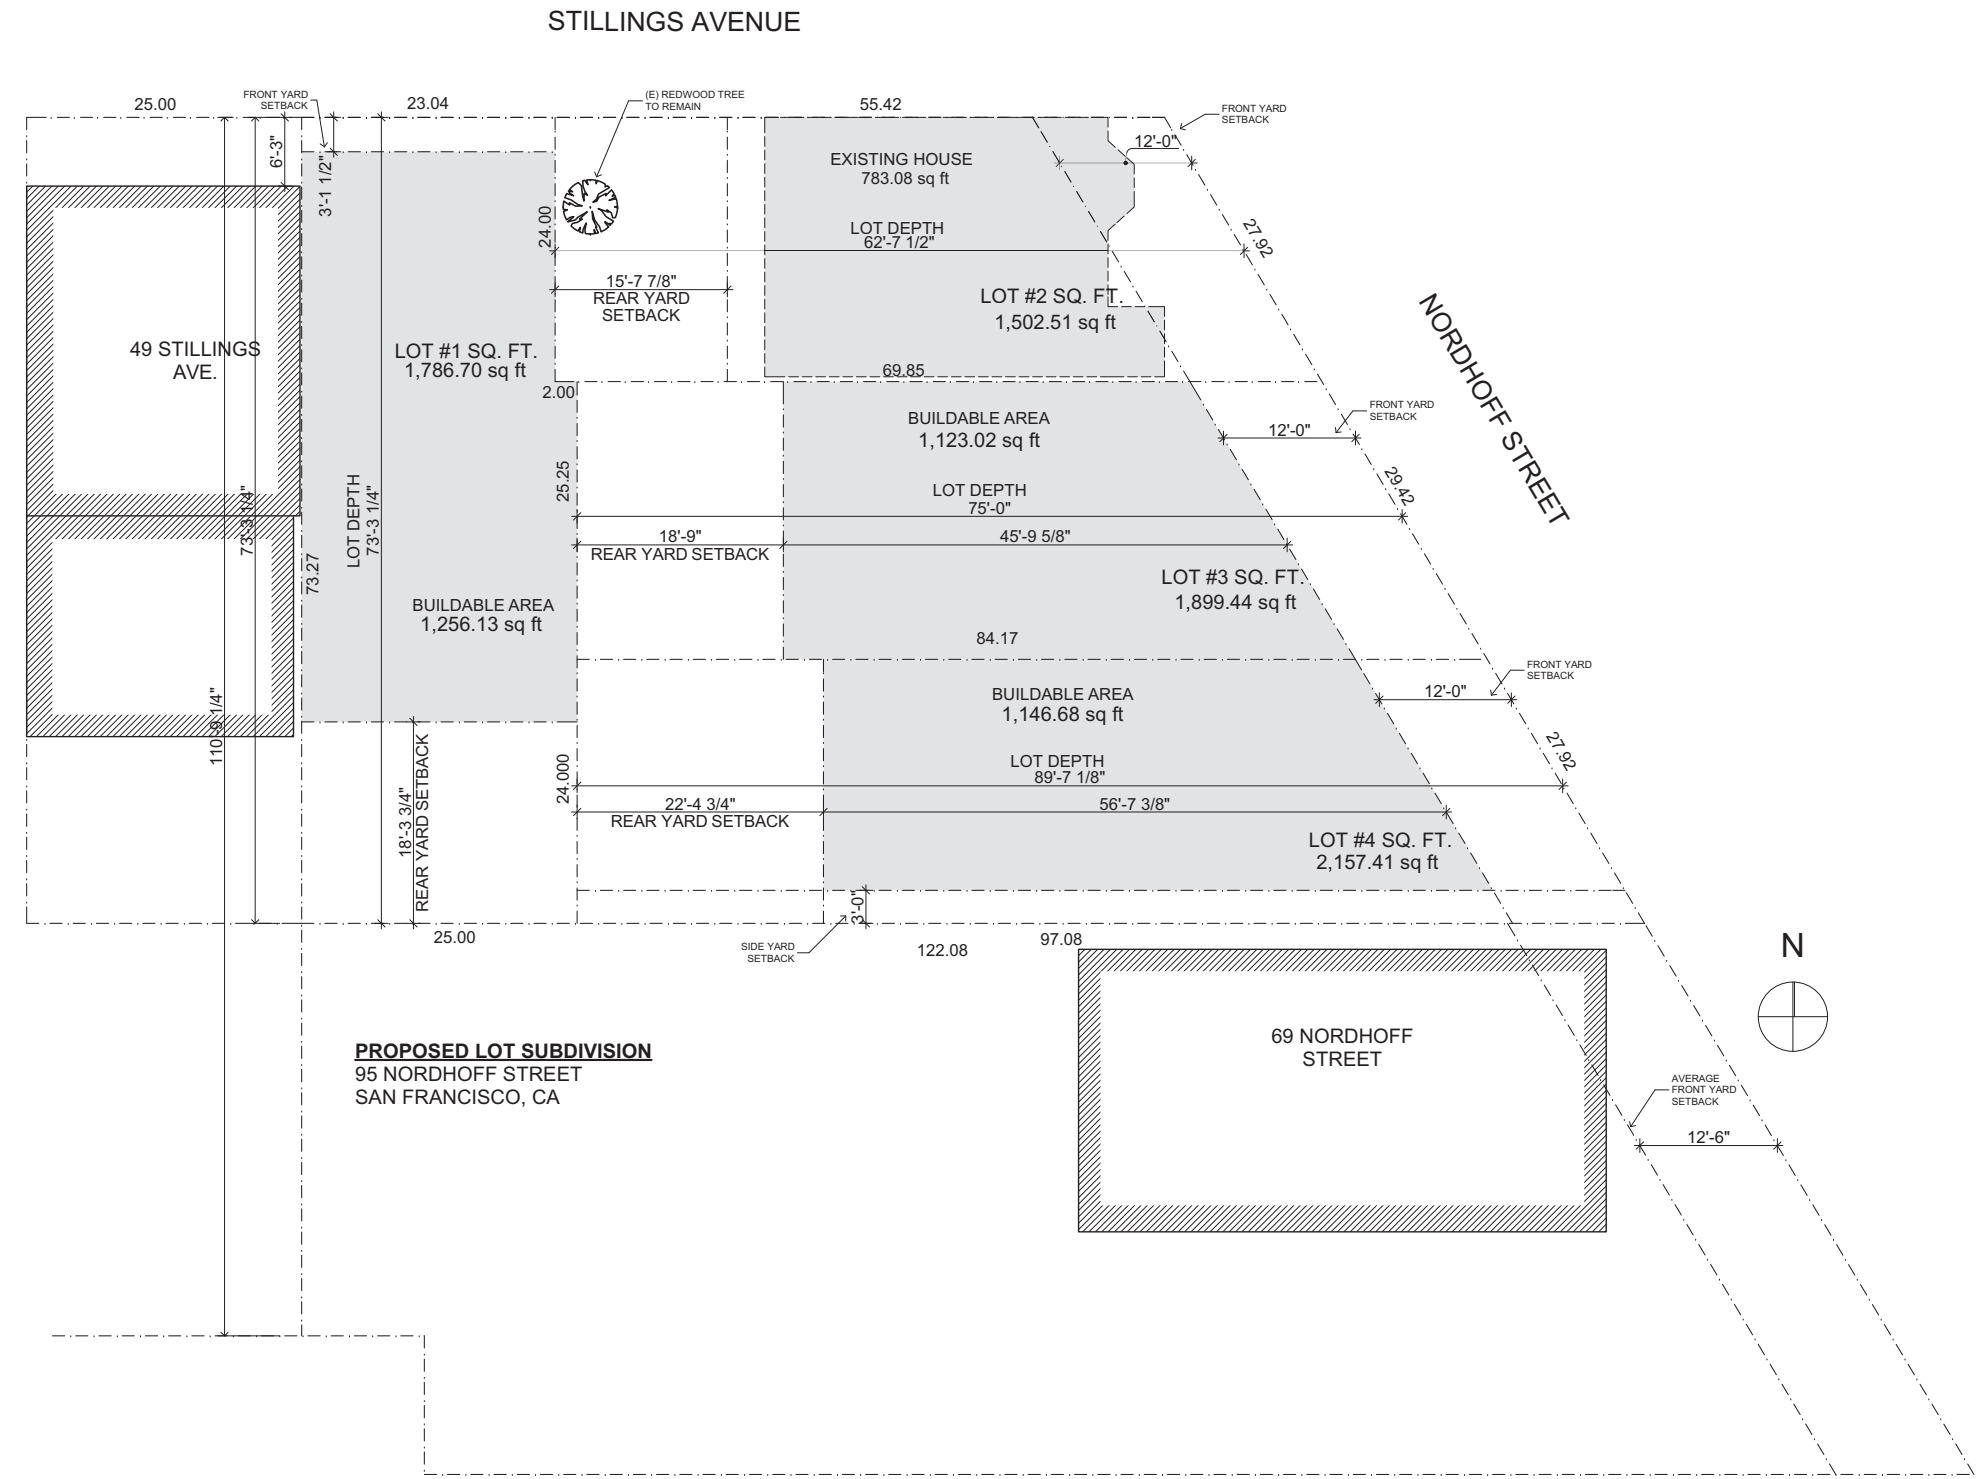 STILLINGS AVENUE
25.00
FRONT YARD
SETBACK
23.04
(E) REDWOOD TREE
TO REMAIN
55.42
FRONT YARD
SETBACK
6'-3"
3'-1 1/2"
EXISTING HOUSE
783.08 sq ft
12'-0"
24.00
LOT DEPTH
62'-7 1/2"
27.92
15'-7 7/8"
REAR YARD
SETBACK
LOT #2 SQ. FT.
1,502.51 sq ft
NORDHOFF STREET
49 STILLINGS
AVE.
LOT #1 SQ. FT.
1,786.70 sq ft
69.85
2.00
BUILDABLE AREA
1,123.02 sq ft
FRONT YARD
SETBACK
12'-0"
25.25
29.42
LOT DEPTH
75'-0"
73'-3 1/4"
LOT DEPTH
73'-3 1/4"
18'-9"
REAR YARD SETBACK
45'-9 5/8"
73.27
LOT #3 SQ. FT.
1,899.44 sq ft
BUILDABLE AREA
1,256.13 sq ft
84.17
FRONT YARD
SETBACK
12'-0"
BUILDABLE AREA
1,146.68 sq ft
110'-9 1/4"
27.92
24.000
LOT DEPTH
89'-7 1/8"
22'-4 3/4"
REAR YARD SETBACK
56'-7 3/8"
18'-3 3/4"
REAR YARD SETBACK
LOT #4 SQ. FT.
2,157.41 sq ft
3'-0"
25.00
SIDE YARD
SETBACK
122.08
97.08
N
69 NORDHOFF
STREET
PROPOSED LOT SUBDIVISION
95 NORDHOFF STREET
SAN FRANCISCO, CA
AVERAGE
FRONT YARD
SETBACK
12'-6"